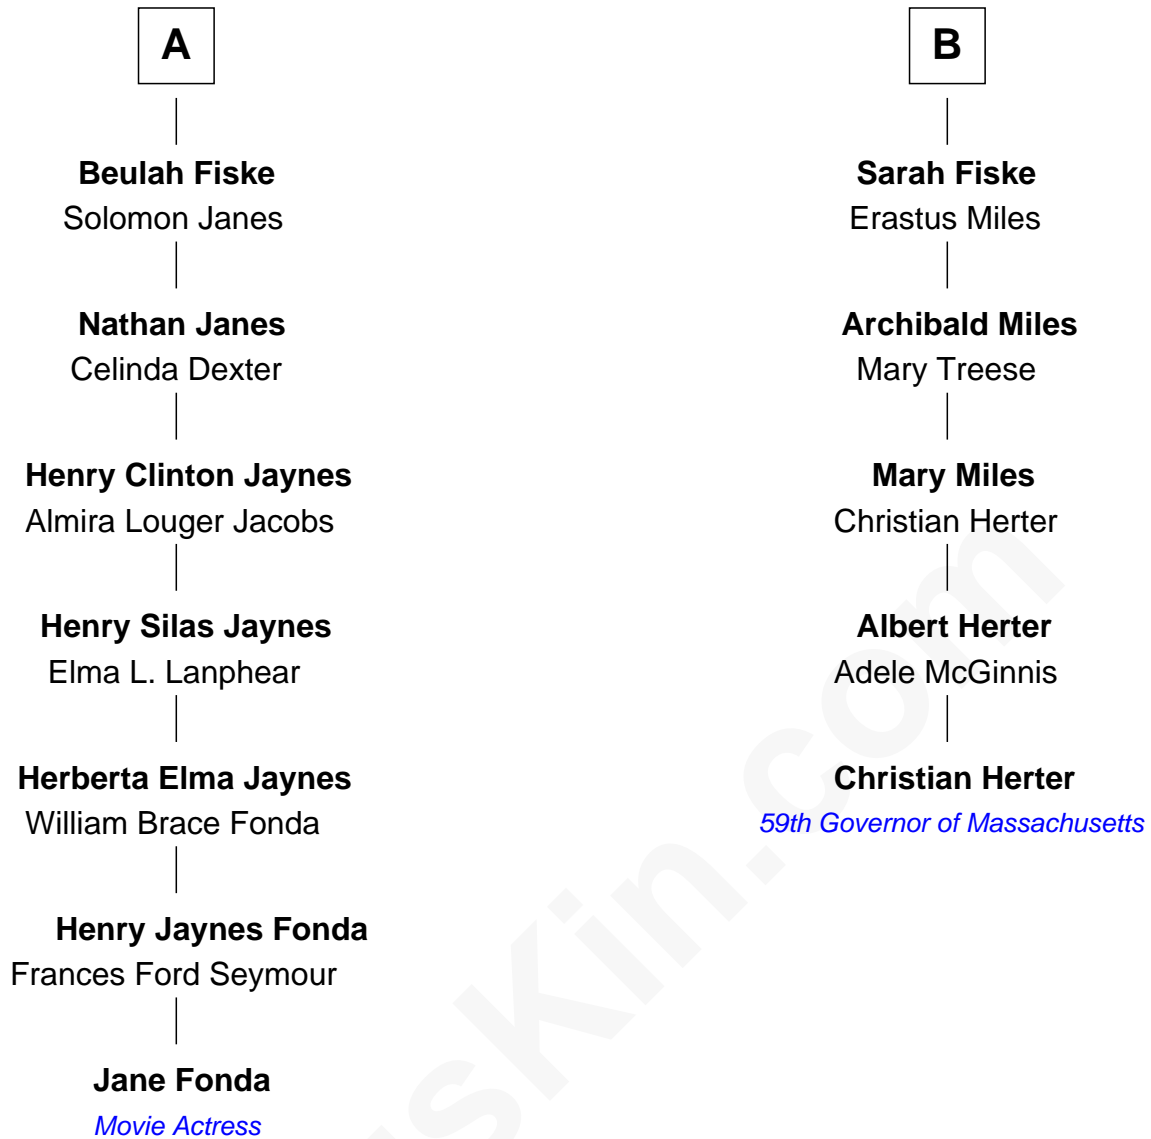 A
Beulah Fiske
Solomon Janes
Nathan Janes
Celinda Dexter
Henry Clinton Jaynes
Almira Louger Jacobs
Henry Silas Jaynes
Elma L. Lanphear
Herberta Elma Jaynes
William Brace Fonda
Henry Jaynes Fonda
Frances Ford Seymour
Jane Fonda
Movie Actress
B
Sarah Fiske
Erastus Miles
Archibald Miles
Mary Treese
Mary Miles
Christian Herter
Albert Herter
Adele McGinnis
Christian Herter
59th Governor of Massachusetts
sKin.com